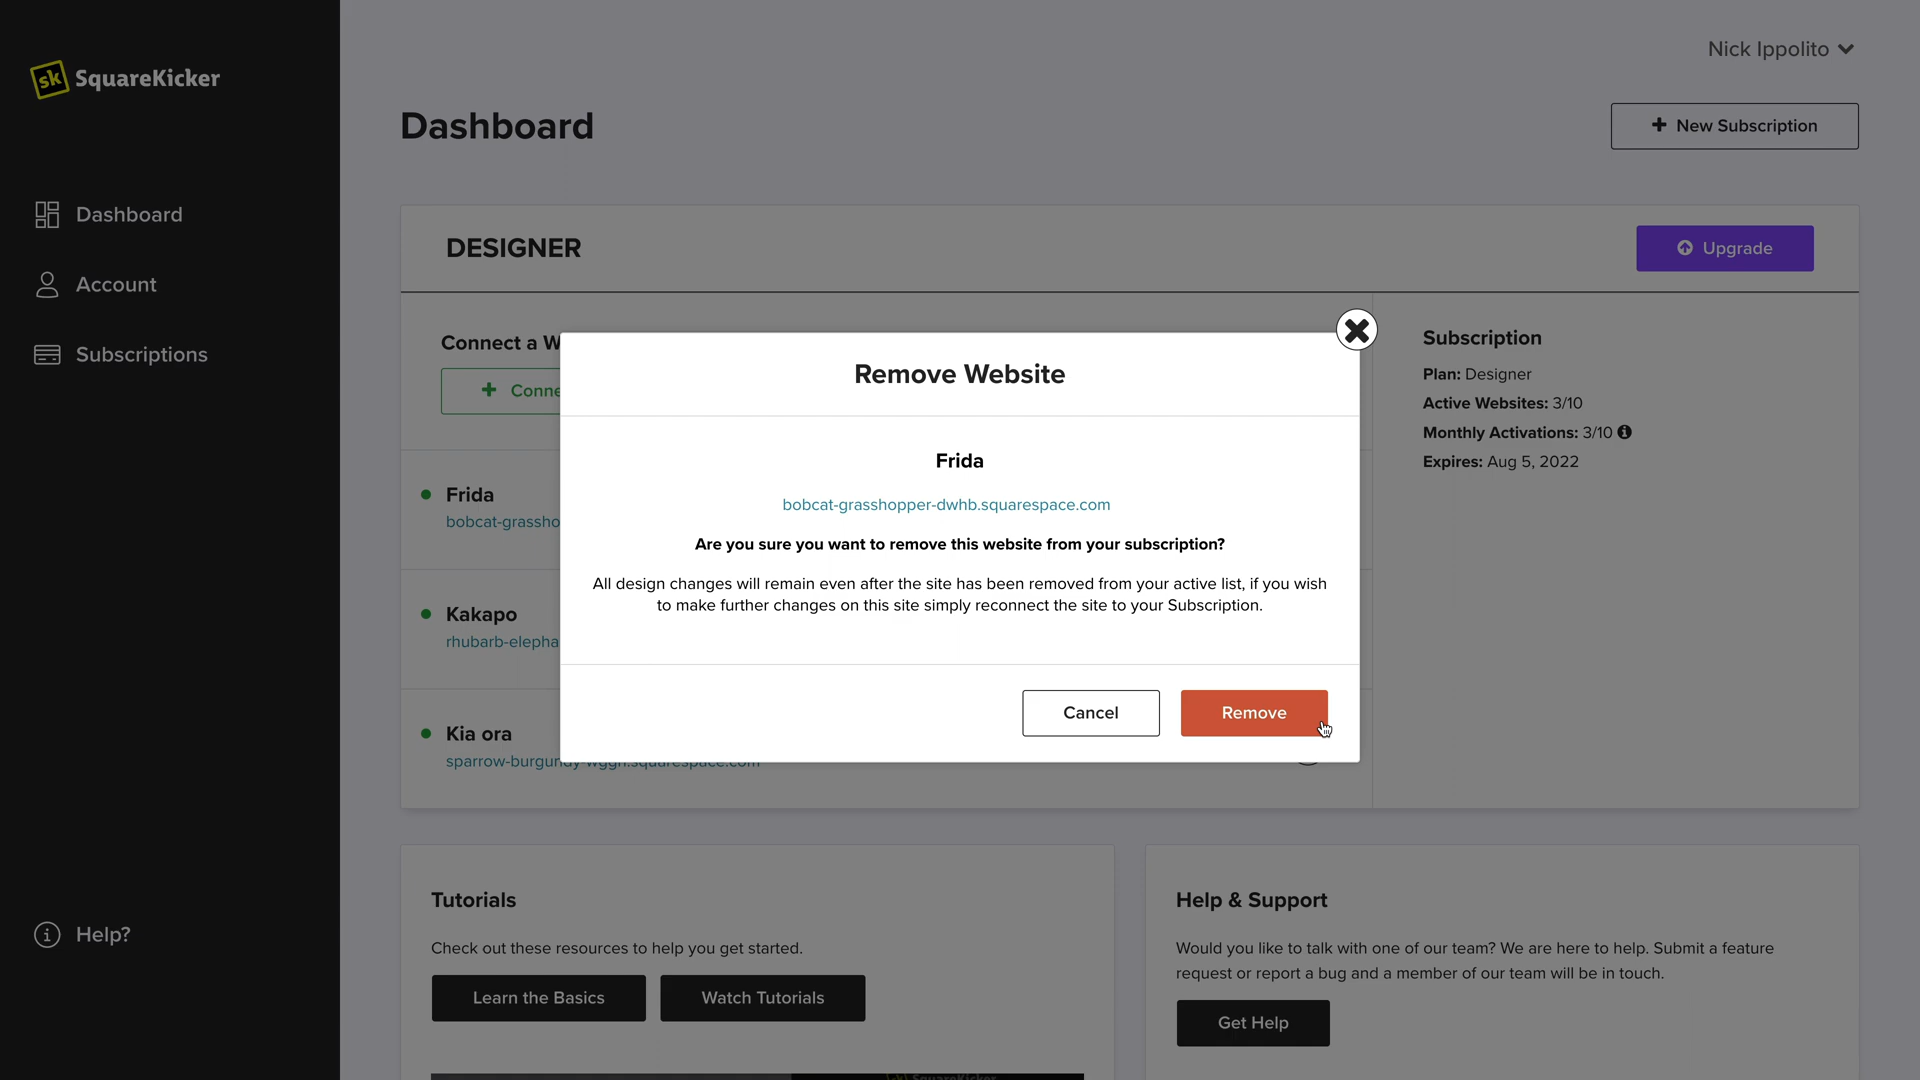 sk SquareKicker
Nick Ippolito
Dashboard
+ New Subscription
Dashboard
Account
Subscriptions
Help?
DESIGNER
Upgrade
Connect a W
+ Conne
Frida
bobcat-grassho
Kakapo
rhubarb-elepha
Kia ora
sparrow-burgundy-wggh.squarespace.com
Remove Website
Frida
bobcat-grasshopper-dwhb.squarespace.com
Are you sure you want to remove this website from your subscription?
All design changes will remain even after the site has been removed from your active list, if you wish
to make further changes on this site simply reconnect the site to your Subscription.
Cancel
Remove
Subscription
Plan: Designer
Active Websites: 3/10
Monthly Activations: 3/10
Expires: Aug 5, 2022
Tutorials
Check out these resources to help you get started.
Learn the Basics
Watch Tutorials
SquareKicker
Help & Support
Would you like to talk with one of our team? We are here to help. Submit a feature
request or report a bug and a member of our team will be in touch.
Get Help